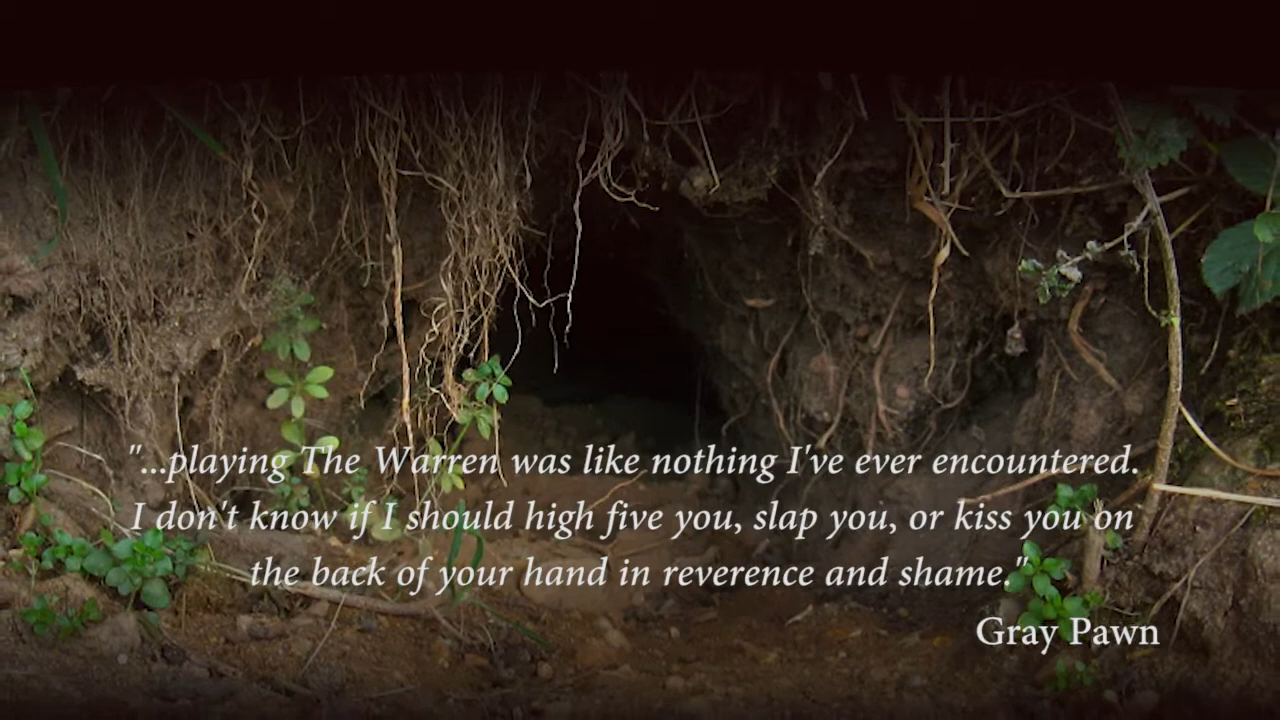 "...playing The Warren was like nothing I've ever encountered.
I don't know if I should high five you, slap you, or kiss you on
the back of your hand in reverence and shame."
Gray Pawn